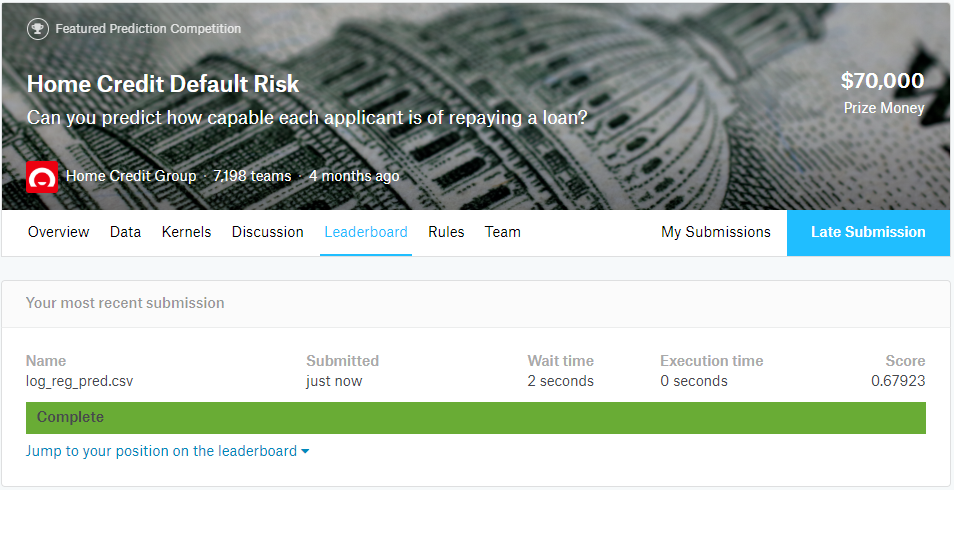 Featured Prediction Competition
Home Credit Default Risk
$70,000
Can you predict how capable each applicant is of repaying a loan?
Prize Money
Home Credit Group · 7,198 teams · 4 months ago
Overview Data Kernels Discussion Leaderboard Rules Team My Submissions Late Submission
Your most recent submission
Name Submitted Wait time Execution time Score
log_reg_pred.csv just now 2 seconds 0 seconds 0.67923
Complete
Jump to your position on the leaderboard